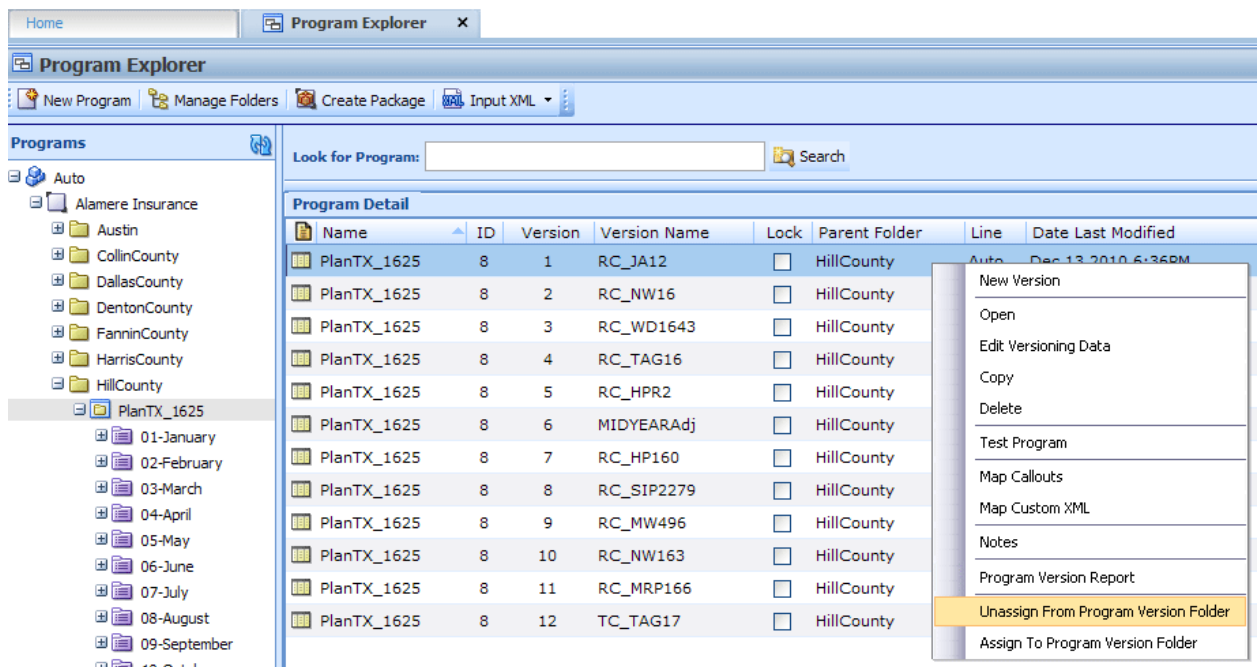 Home
Program Explorer x
Program Explorer
New Program Manage Folders Create Package XML Input XML
Programs
Look for Program: Search
Auto
Alamere Insurance
Austin
CollinCounty
DallasCounty
DentonCounty
FanninCounty
HarrisCounty
HillCounty
PlanTX_1625
01-January
02-February
03-March
04-April
05-May
06-June
07-July
08-August
09-September
Program Detail
Name ID Version Version Name Lock Parent Folder Line Date Last Modified
PlanTX_1625 8 1 RC_JA12 HillCounty Auto Dec 13 2010 6:36PM
PlanTX_1625 8 2 RC_NW16 HillCounty
PlanTX_1625 8 3 RC_WD1643 HillCounty
PlanTX_1625 8 4 RC_TAG16 HillCounty
PlanTX_1625 8 5 RC_HPR2 HillCounty
PlanTX_1625 8 6 MIDYEARAdj HillCounty
PlanTX_1625 8 7 RC_HP160 HillCounty
PlanTX_1625 8 8 RC_SIP2279 HillCounty
PlanTX_1625 8 9 RC_MW496 HillCounty
PlanTX_1625 8 10 RC_NW163 HillCounty
PlanTX_1625 8 11 RC_MRP166 HillCounty
PlanTX_1625 8 12 TC_TAG17 HillCounty
New Version
Open
Edit Versioning Data
Copy
Delete
Test Program
Map Callouts
Map Custom XML
Notes
Program Version Report
Unassign From Program Version Folder
Assign To Program Version Folder